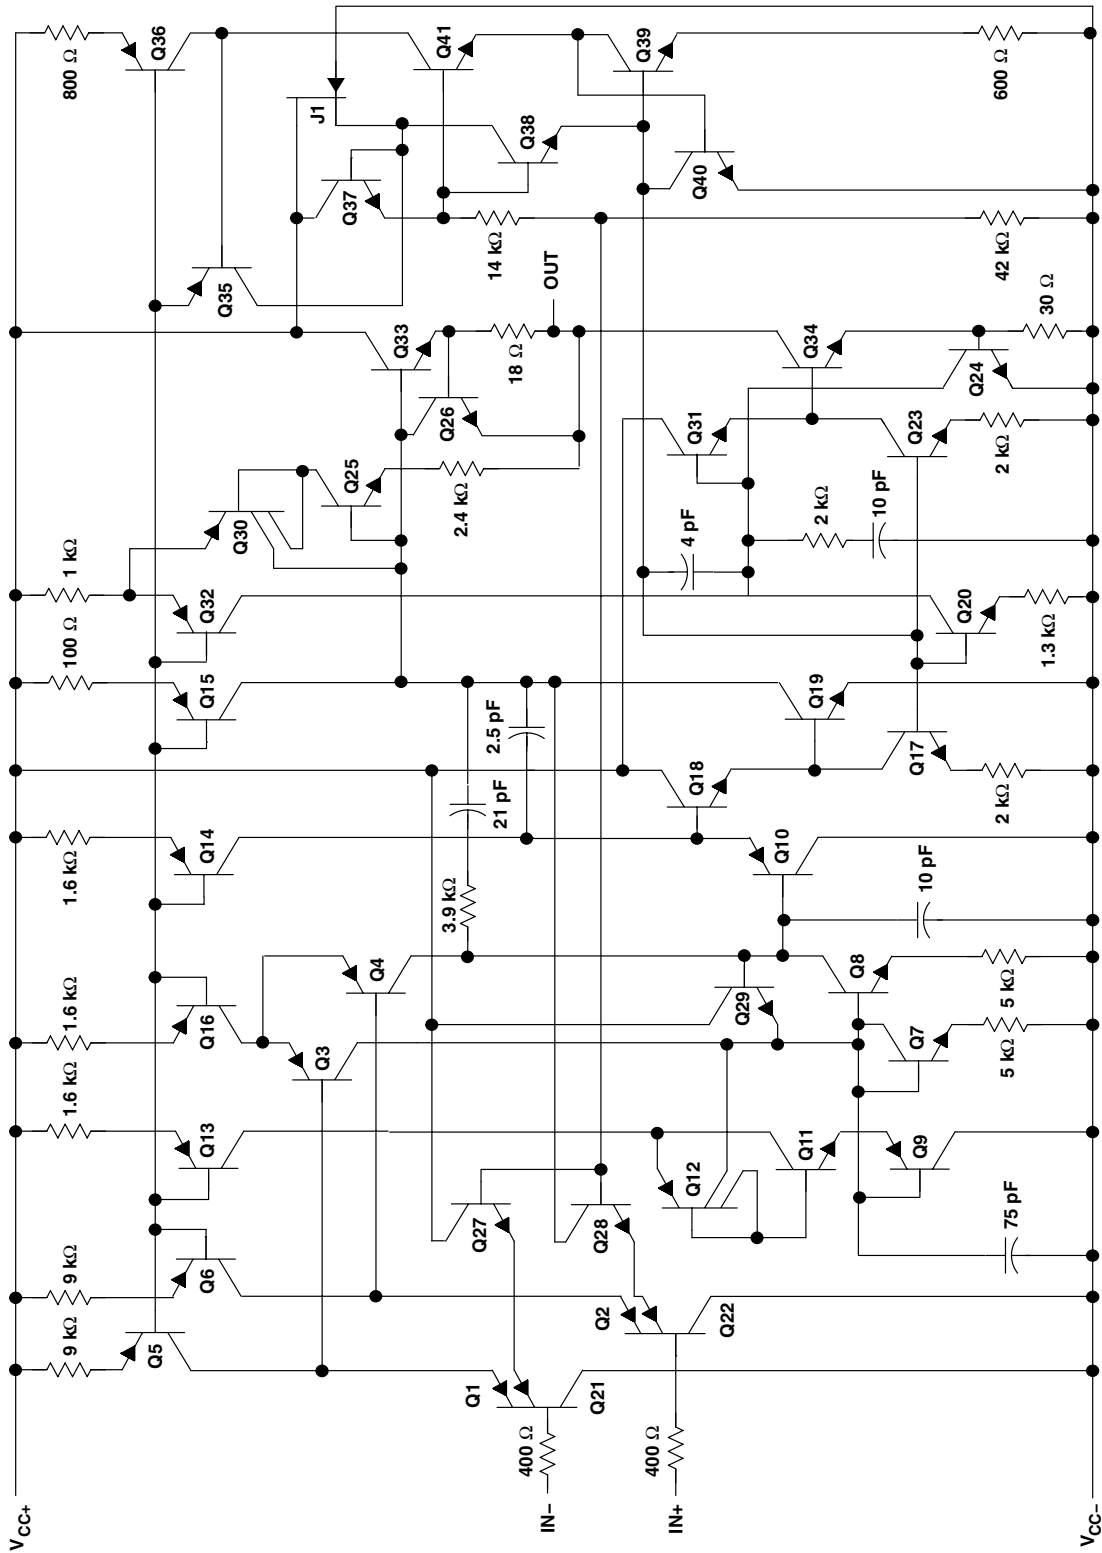 VCC+
9 kΩ
9 kΩ
1.6 kΩ
1.6 kΩ
1.6 kΩ
100 Ω
1 kΩ
800 Ω
Q5
Q6
Q13
Q16
Q14
Q15
Q32
Q30
Q35
Q36
Q3
Q4
Q25
Q33
Q37
J1
Q41
3.9 kΩ
21 pF
2.5 pF
2.4 kΩ
Q26
18 Ω
OUT
14 kΩ
Q38
Q1
Q27
400 Ω
IN−
Q21
Q28
Q2
Q39
400 Ω
IN+
Q12
Q22
Q29
Q18
4 pF
Q31
Q40
Q10
Q19
2 kΩ
Q34
Q11
Q8
10 pF
Q9
Q7
10 pF
Q17
Q20
Q23
Q24
75 pF
5 kΩ
5 kΩ
2 kΩ
1.3 kΩ
2 kΩ
30 Ω
42 kΩ
600 Ω
VCC−